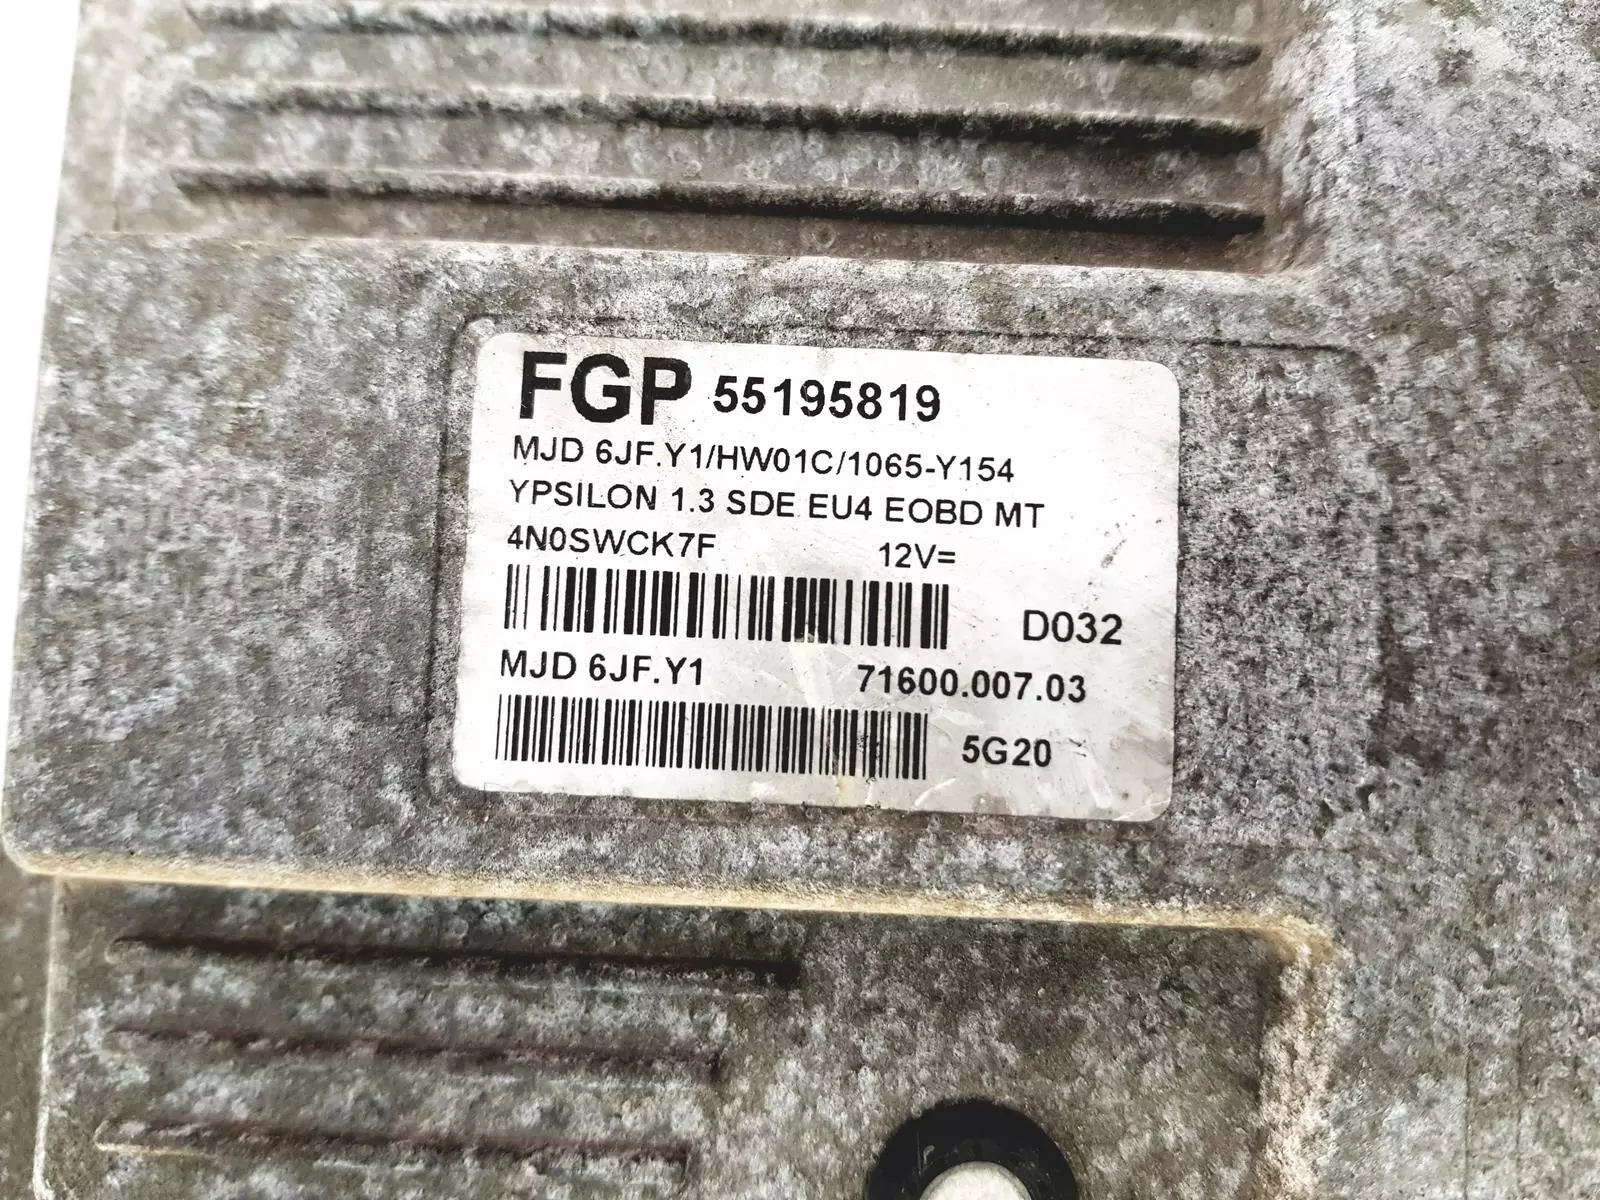 FGP 55195819
MJD 6JF.Y1/HW01C/1065-Y154
YPSILON 1.3 SDE EU4 EOBD MT
4N0SWCK7F 12V=
D032
MJD 6JF.Y1 71600.007.03
5G20